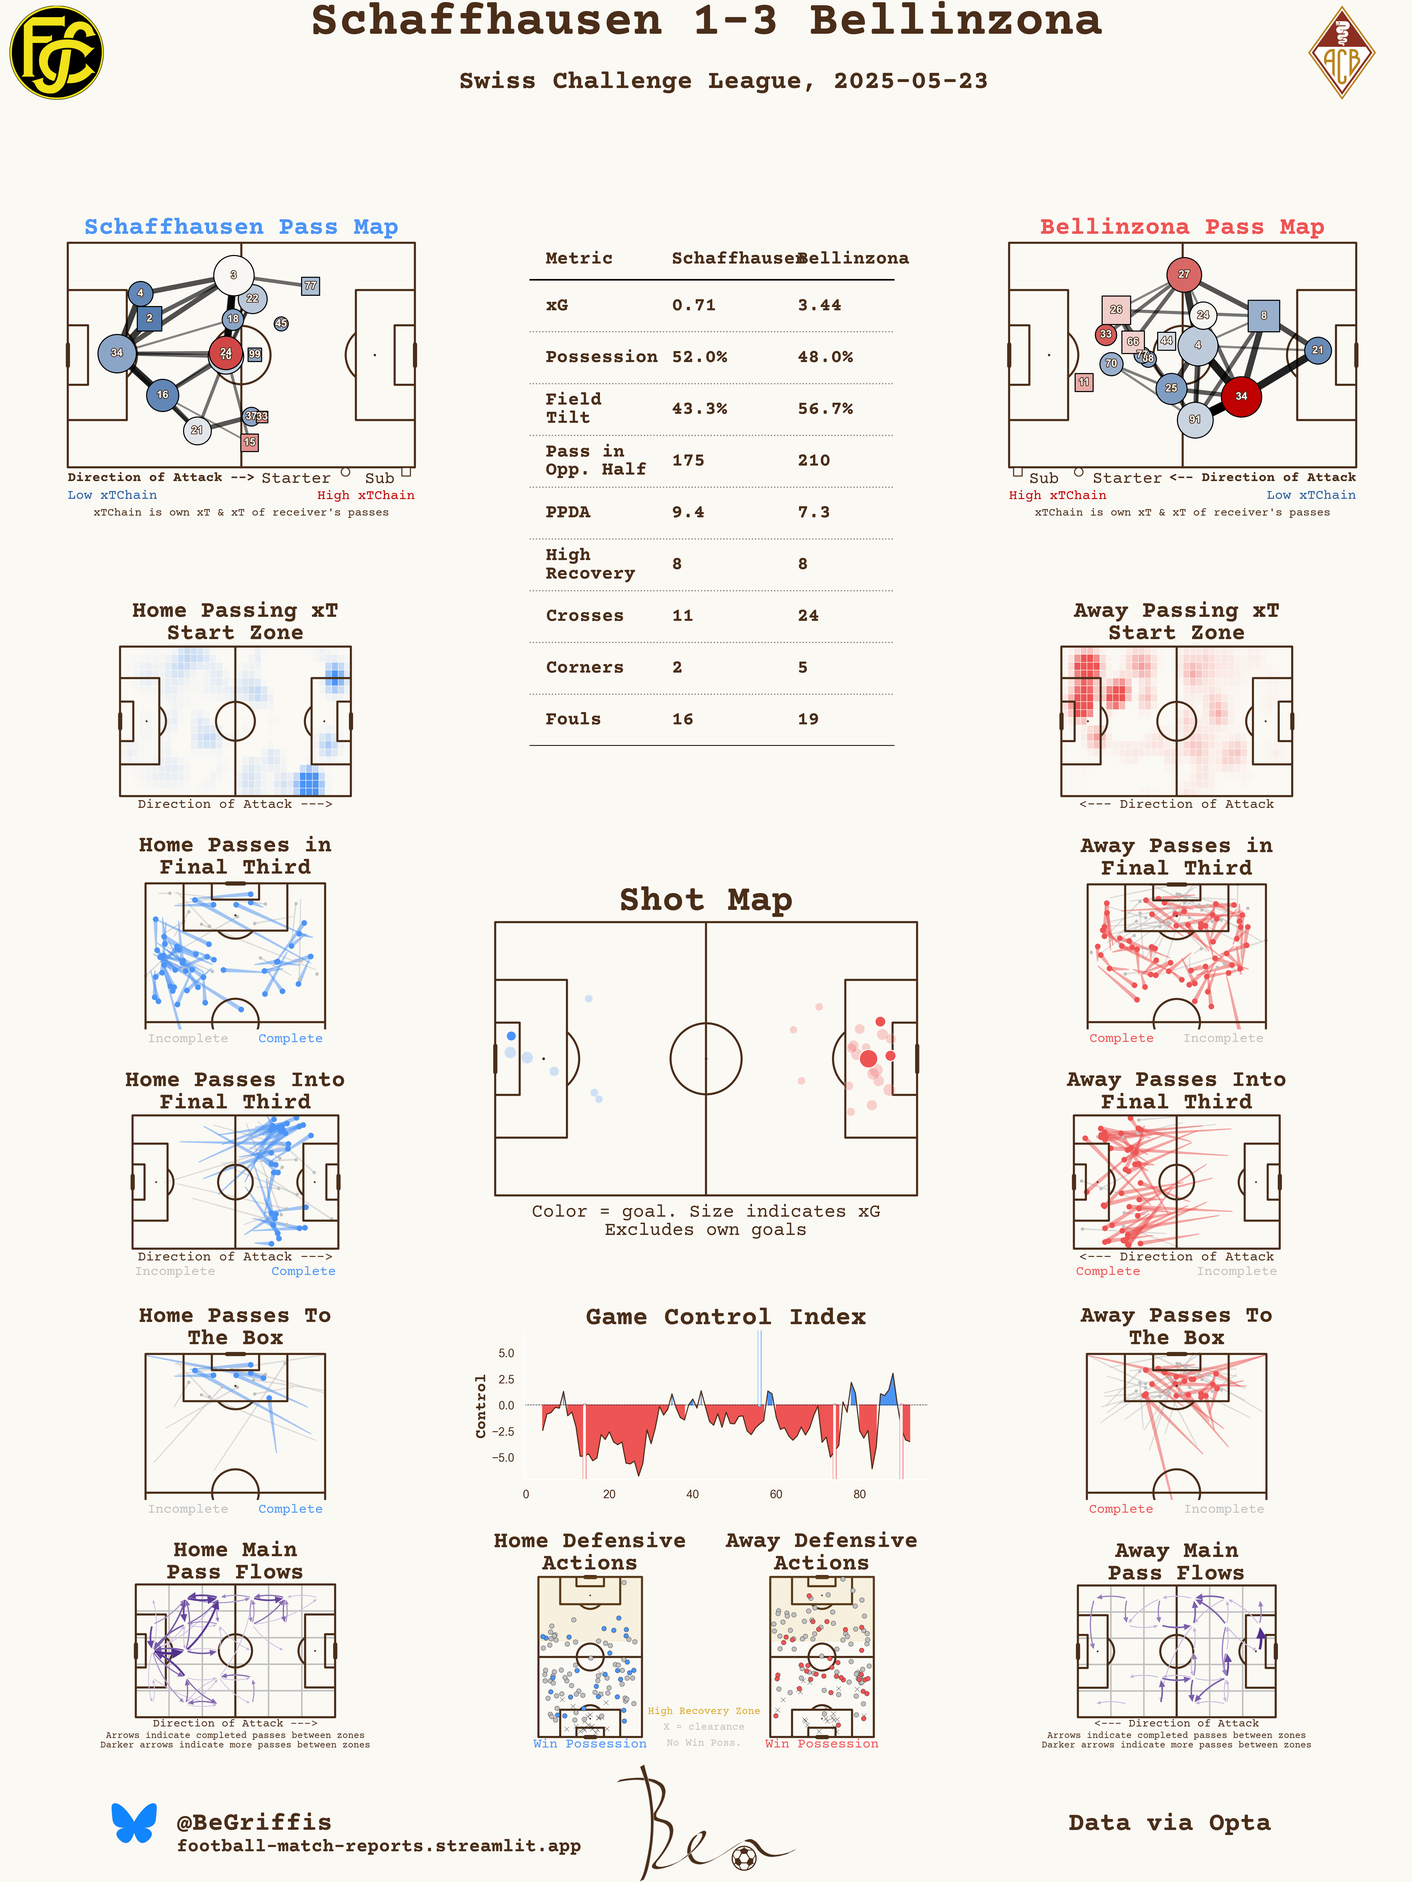 Schaffhausen 1-3 Bellinzona
Swiss Challenge League, 2025-05-23
FCS
ACB
Schaffhausen Pass Map
3
77
4
22
2
18
45
34
24
99
16
21
37
33
15
Direction of Attack --> Starter Sub
Low xTChain High xTChain
xTChain is own xT & xT of receiver's passes
Metric Schaffhausen Bellinzona
xG 0.71 3.44
Possession 52.0% 48.0%
Field
Tilt 43.3% 56.7%
Pass in
Opp. Half 175 210
PPDA 9.4 7.3
High
Recovery 8 8
Crosses 11 24
Corners 2 5
Fouls 16 19
Bellinzona Pass Map
27
26
24
8
33
66
44
4
21
77
70
25
34
11
91
Sub Starter <-- Direction of Attack
High xTChain Low xTChain
xTChain is own xT & xT of receiver's passes
Home Passing xT
Start Zone
Direction of Attack --->
Away Passing xT
Start Zone
<--- Direction of Attack
Home Passes in
Final Third
Incomplete Complete
Away Passes in
Final Third
Complete Incomplete
Shot Map
Color = goal. Size indicates xG
Excludes own goals
Home Passes Into
Final Third
Direction of Attack --->
Incomplete Complete
Away Passes Into
Final Third
<--- Direction of Attack
Complete Incomplete
Home Passes To
The Box
Incomplete Complete
Game Control Index
Control
5.0
2.5
0.0
−2.5
−5.0
0 20 40 60 80
Away Passes To
The Box
Complete Incomplete
Home Main
Pass Flows
Direction of Attack --->
Arrows indicate completed passes between zones
Darker arrows indicate more passes between zones
Home Defensive
Actions
Win Possession
High Recovery Zone
X = clearance
No Win Poss.
Away Defensive
Actions
Win Possession
Away Main
Pass Flows
<--- Direction of Attack
Arrows indicate completed passes between zones
Darker arrows indicate more passes between zones
@BeGriffis
football-match-reports.streamlit.app
Ben
Data via Opta